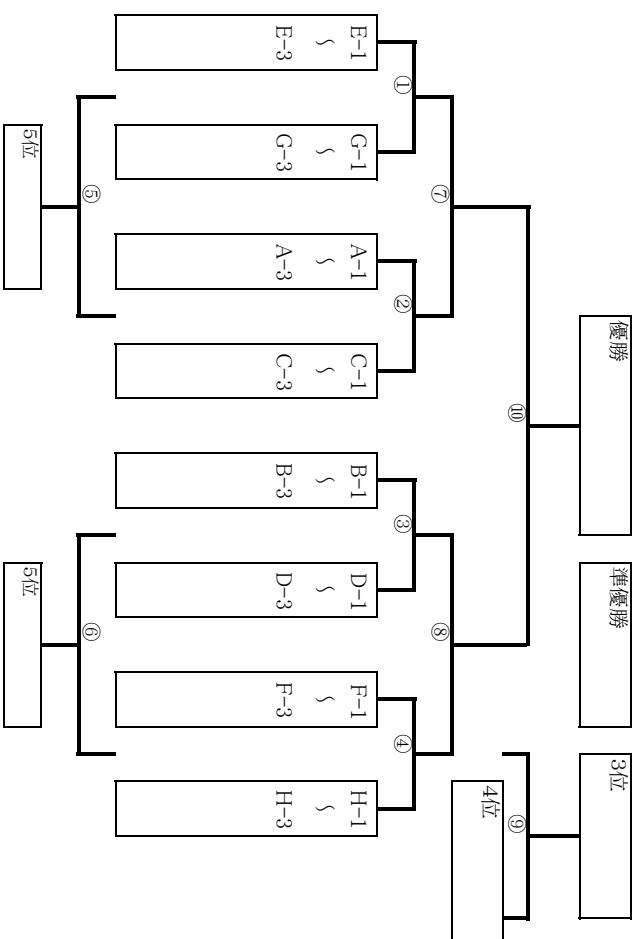 優勝
準優勝
3位
⑩
⑨
4位
⑦
⑧
①
②
③
④
E-1
～
E-3
G-1
～
G-3
A-1
～
A-3
C-1
～
C-3
B-1
～
B-3
D-1
～
D-3
F-1
～
F-3
H-1
～
H-3
⑤
⑥
5位
5位